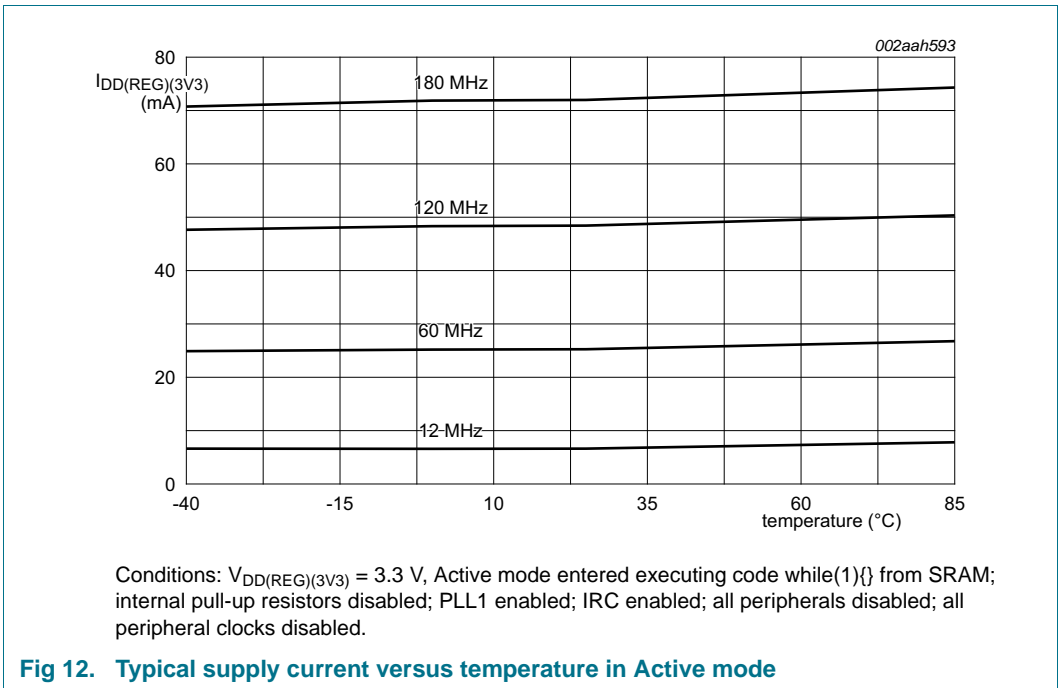 002aah593
80
I_DD(REG)(3V3)
(mA)
180 MHz
60
120 MHz
40
60 MHz
20
12 MHz
0
-40 -15 10 35 60 85
temperature (°C)
Conditions: V_DD(REG)(3V3) = 3.3 V, Active mode entered executing code while(1){} from SRAM;
internal pull-up resistors disabled; PLL1 enabled; IRC enabled; all peripherals disabled; all
peripheral clocks disabled.
Fig 12. Typical supply current versus temperature in Active mode